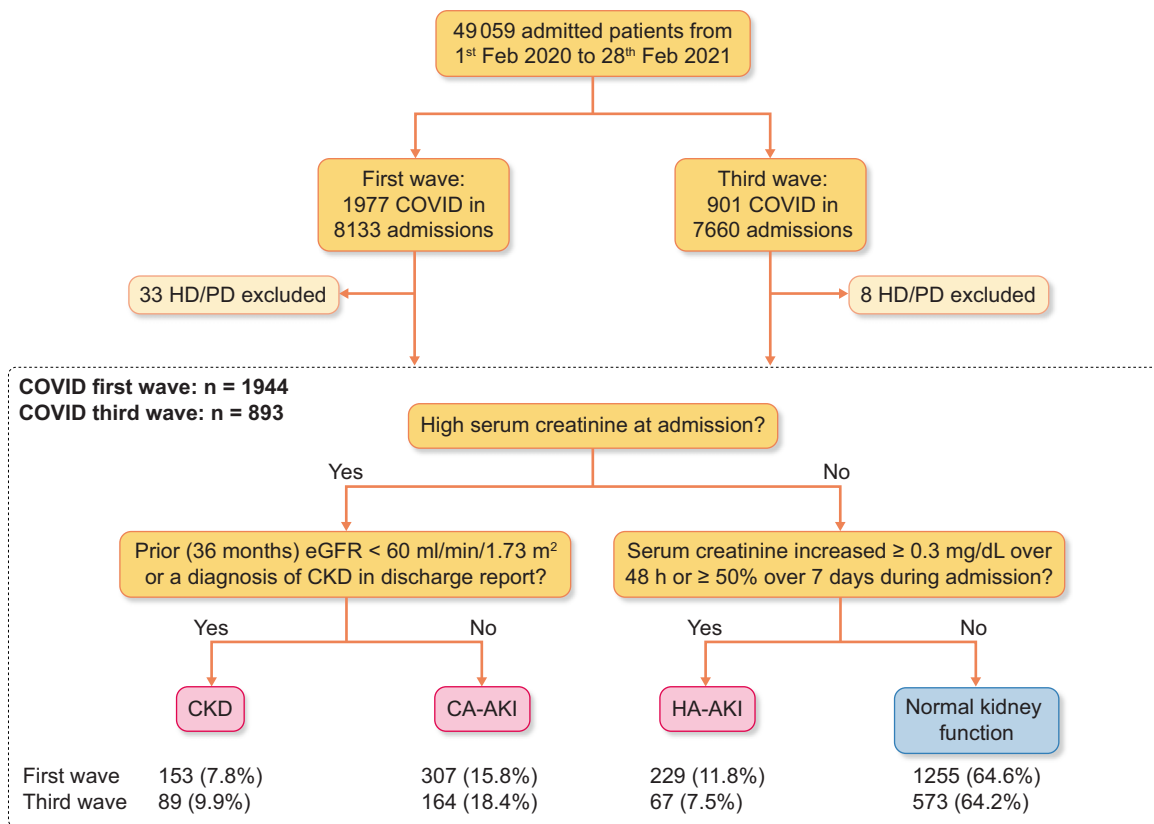 49 059 admitted patients from
1st Feb 2020 to 28th Feb 2021
First wave:
1977 COVID in
8133 admissions
Third wave:
901 COVID in
7660 admissions
33 HD/PD excluded
8 HD/PD excluded
COVID first wave: n = 1944
COVID third wave: n = 893
High serum creatinine at admission?
Yes
No
Prior (36 months) eGFR < 60 ml/min/1.73 m²
or a diagnosis of CKD in discharge report?
Serum creatinine increased ≥ 0.3 mg/dL over
48 h or ≥ 50% over 7 days during admission?
Yes
No
Yes
No
CKD
CA-AKI
HA-AKI
Normal kidney
function
First wave 153 (7.8%) 307 (15.8%) 229 (11.8%) 1255 (64.6%)
Third wave 89 (9.9%) 164 (18.4%) 67 (7.5%) 573 (64.2%)